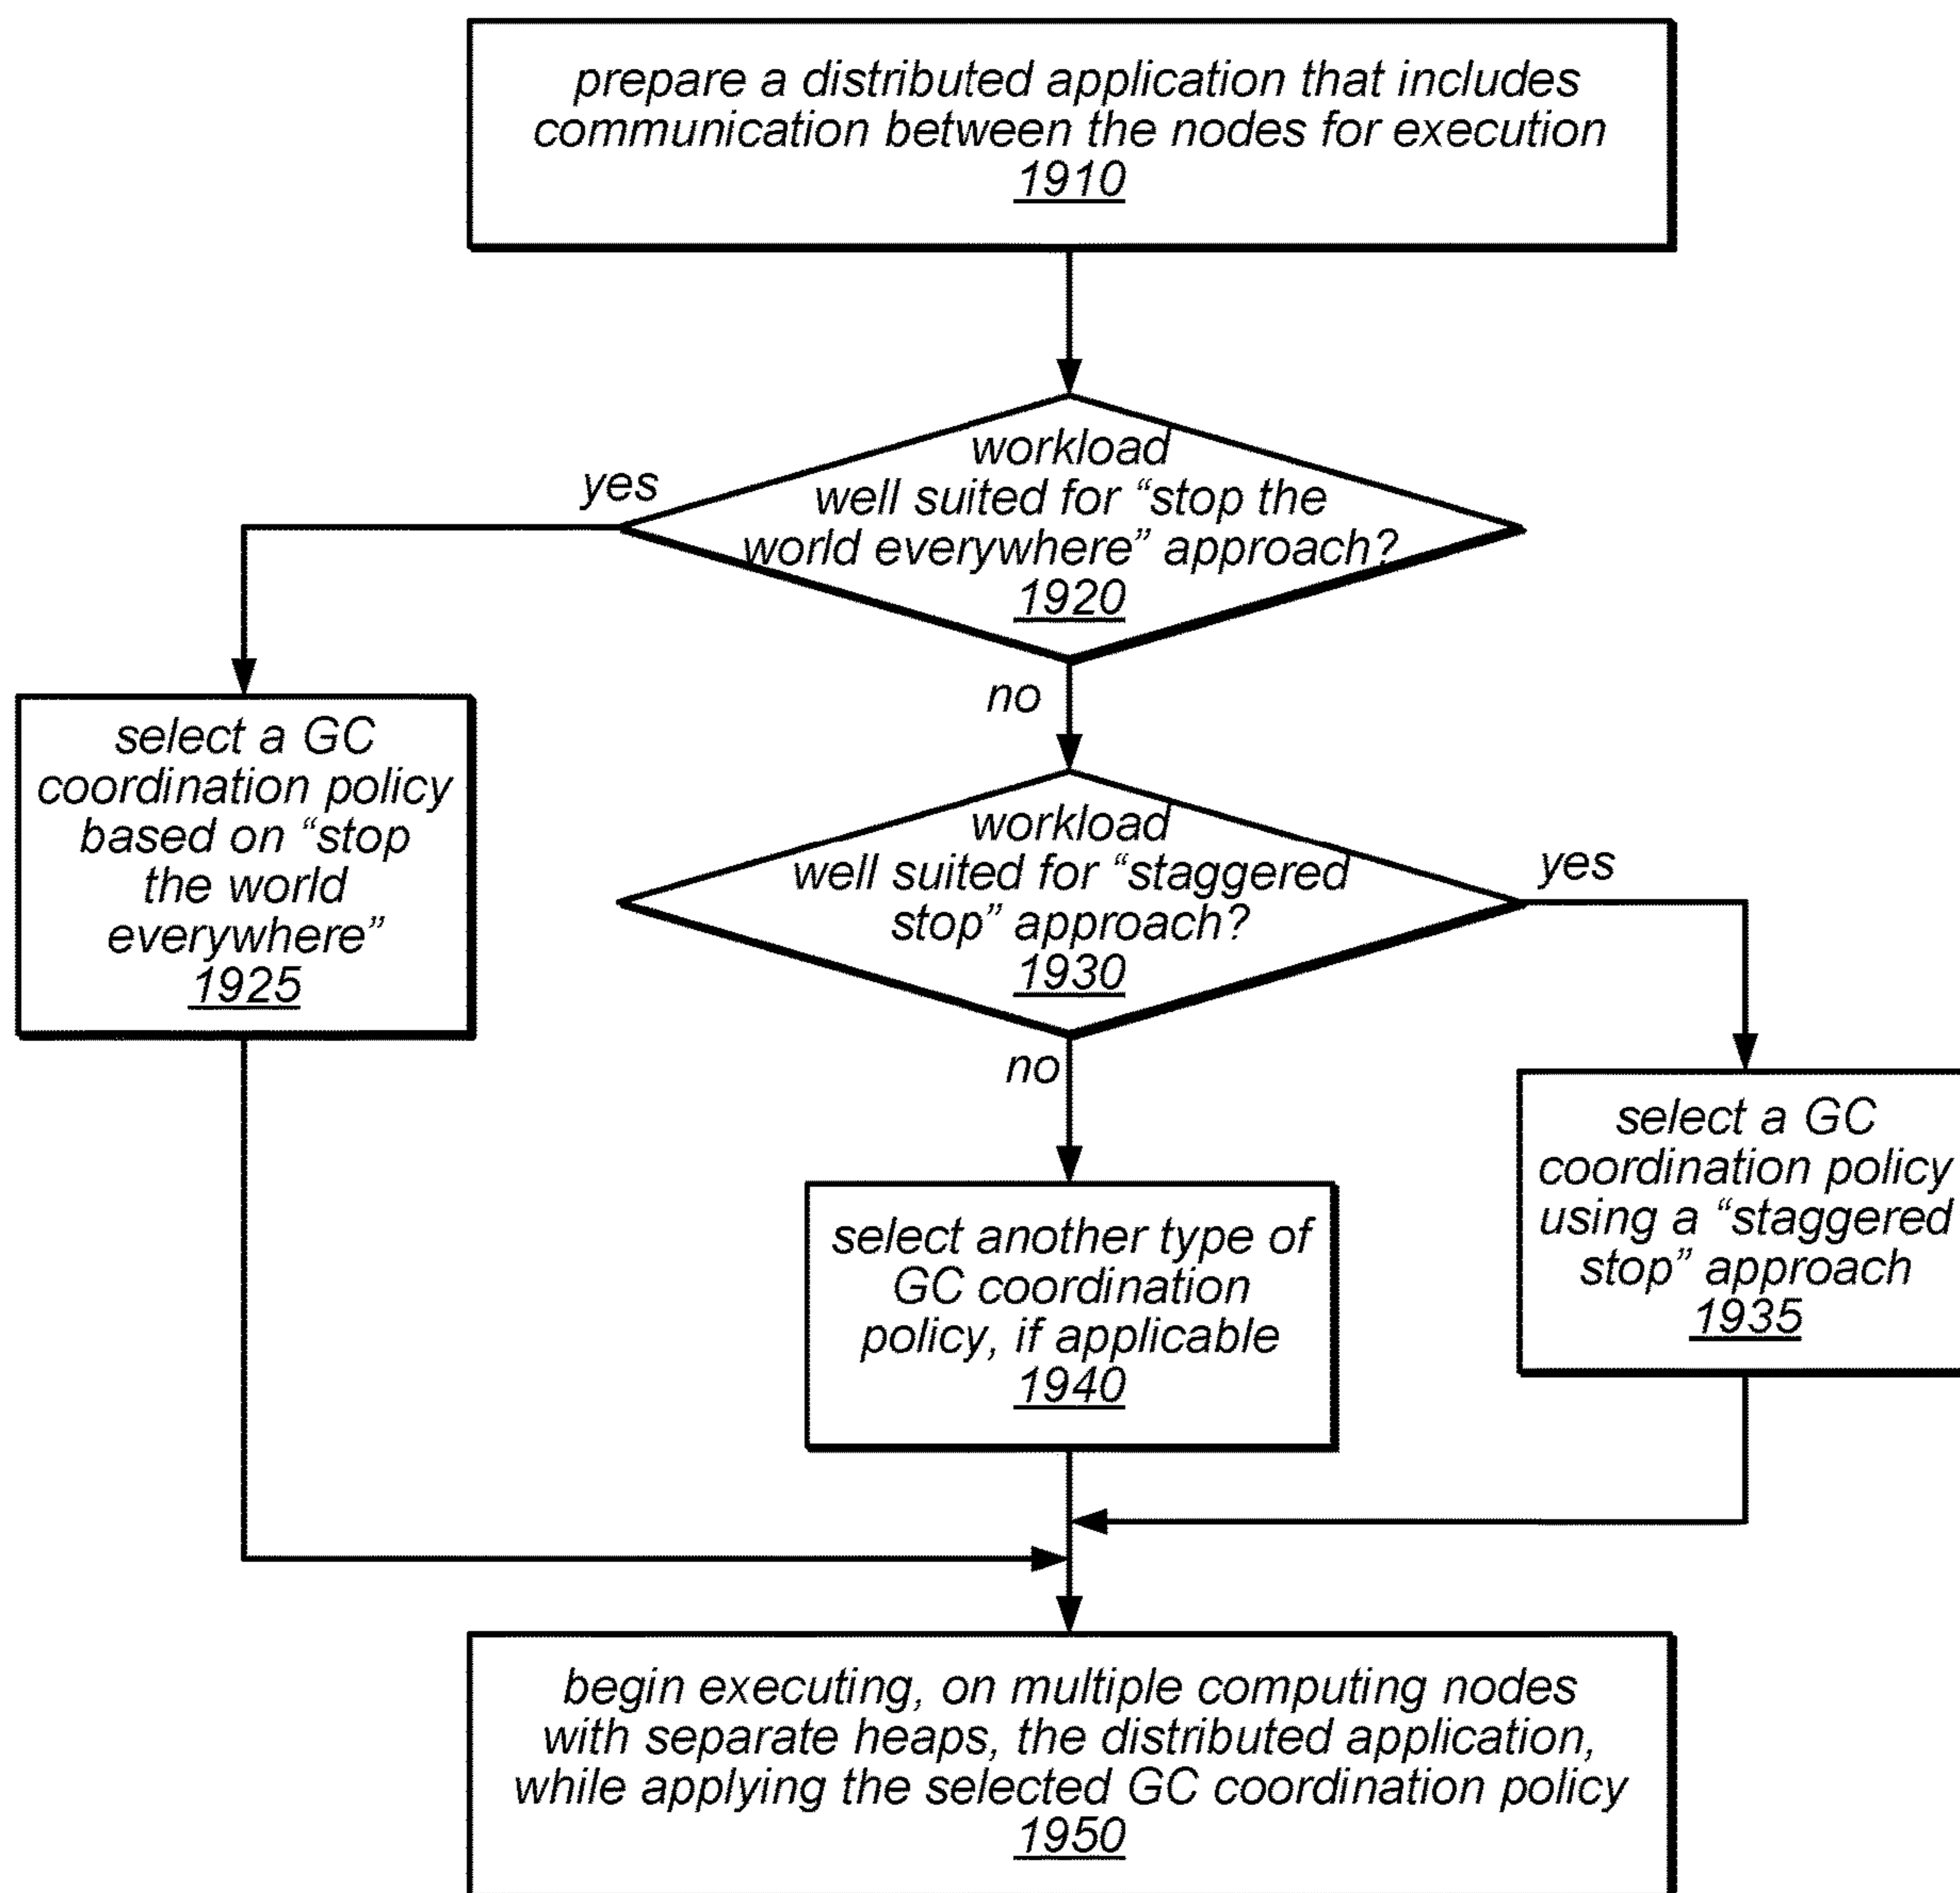 prepare a distributed application that includes
communication between the nodes for execution
1910
workload
well suited for “stop the
world everywhere” approach?
1920
yes
no
select a GC
coordination policy
based on “stop
the world
everywhere”
1925
workload
well suited for “staggered
stop” approach?
1930
yes
no
select a GC
coordination policy
using a “staggered
stop” approach
1935
select another type of
GC coordination
policy, if applicable
1940
begin executing, on multiple computing nodes
with separate heaps, the distributed application,
while applying the selected GC coordination policy
1950